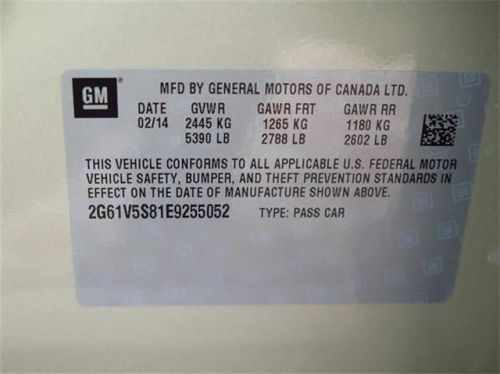 GM
MFD BY GENERAL MOTORS OF CANADA LTD.
DATE GVWR GAWR FRT GAWR RR
02/14 2445 KG 1265 KG 1180 KG
5390 LB 2788 LB 2602 LB
THIS VEHICLE CONFORMS TO ALL APPLICABLE U.S. FEDERAL MOTOR
VEHICLE SAFETY, BUMPER, AND THEFT PREVENTION STANDARDS IN
EFFECT ON THE DATE OF MANUFACTURE SHOWN ABOVE.
2G61V5S81E9255052 TYPE: PASS CAR